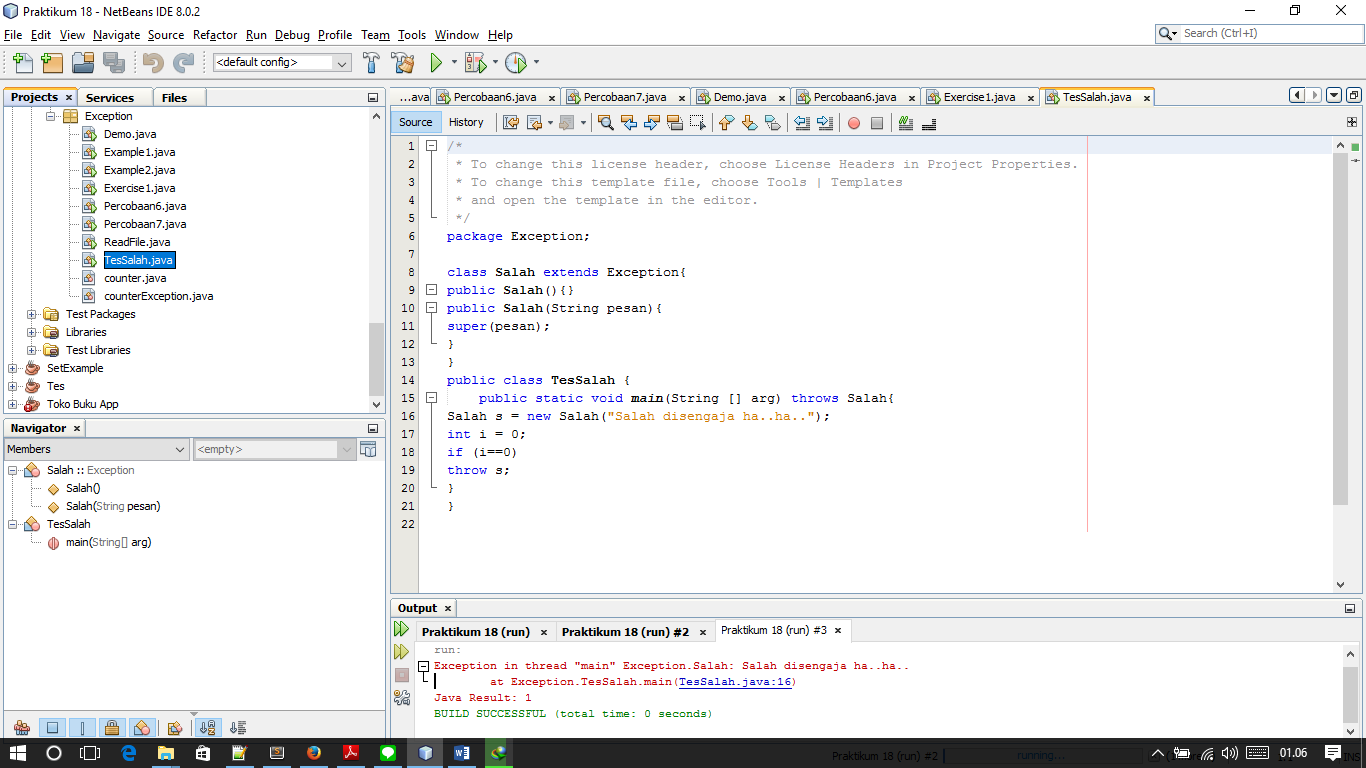 Praktikum 18 - NetBeans IDE 8.0.2
File Edit View Navigate Source Refactor Run Debug Profile Team Tools Window Help
Search (Ctrl+I)
<default config>
Projects × Services Files
Exception
Demo.java
Example1.java
Example2.java
Exercise1.java
Percobaan6.java
Percobaan7.java
ReadFile.java
TesSalah.java
counter.java
counterException.java
Test Packages
Libraries
Test Libraries
SetExample
Tes
Toko Buku App
Navigator ×
Members <empty>
Salah :: Exception
Salah()
Salah(String pesan)
TesSalah
main(String[] arg)
...ava Percobaan6.java × Percobaan7.java × Demo.java × Percobaan6.java × Exercise1.java × TesSalah.java ×
Source History
1 /*
2 * To change this license header, choose License Headers in Project Properties.
3 * To change this template file, choose Tools | Templates
4 * and open the template in the editor.
5 */
6 package Exception;
7
8 class Salah extends Exception{
9 public Salah(){}
10 public Salah(String pesan){
11 super(pesan);
12 }
13 }
14 public class TesSalah {
15 public static void main(String [] arg) throws Salah{
16 Salah s = new Salah("Salah disengaja ha..ha..");
17 int i = 0;
18 if (i==0)
19 throw s;
20 }
21 }
22
Output ×
Praktikum 18 (run) × Praktikum 18 (run) #2 × Praktikum 18 (run) #3 ×
run:
Exception in thread "main" Exception.Salah: Salah disengaja ha..ha..
at Exception.TesSalah.main(TesSalah.java:16)
Java Result: 1
BUILD SUCCESSFUL (total time: 0 seconds)
Praktikum 18 (run) #2 running...
01.06
INS